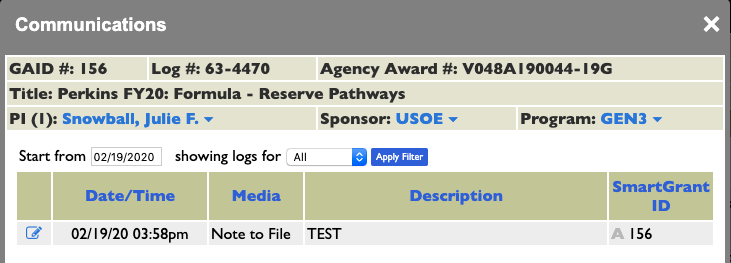 Communications
GAID #: 156 Log #: 63-4470 Agency Award #: V048A190044-19G
Title: Perkins FY20: Formula - Reserve Pathways
PI (1): Snowball, Julie F. Sponsor: USOE Program: GEN3
Start from 02/19/2020 showing logs for All Apply Filter
Date/Time Media Description SmartGrant ID
02/19/20 03:58pm Note to File TEST A 156